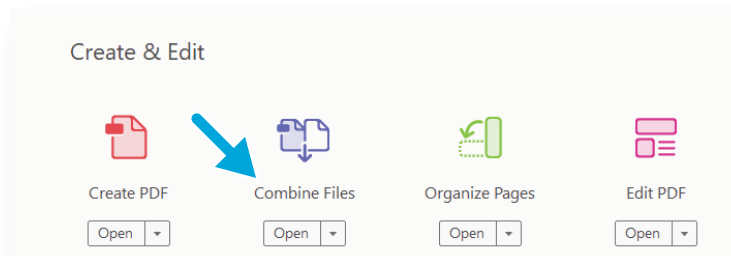 Create & Edit
Create PDF
Combine Files
Organize Pages
Edit PDF
Open
Open
Open
Open